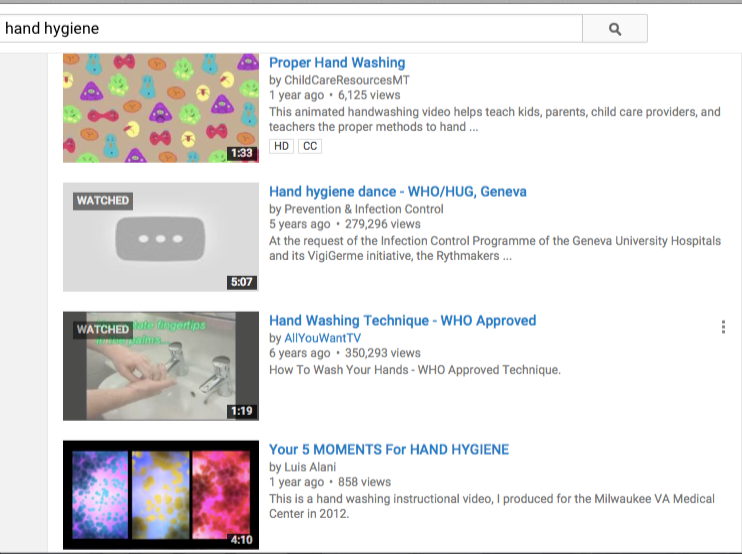 hand hygiene
Proper Hand Washing
by ChildCareResourcesMT
1 year ago • 6,125 views
This animated handwashing video helps teach kids, parents, child care providers, and
teachers the proper methods to hand ...
HD CC
1:33
WATCHED
Hand hygiene dance - WHO/HUG, Geneva
by Prevention & Infection Control
5 years ago • 279,296 views
At the request of the Infection Control Programme of the Geneva University Hospitals
and its VigiGerme initiative, the Rythmakers ...
5:07
WATCHED
fingertips
Hand Washing Technique - WHO Approved
by AllYouWantTV
6 years ago • 350,293 views
How To Wash Your Hands - WHO Approved Technique.
1:19
Your 5 MOMENTS For HAND HYGIENE
by Luis Alani
1 year ago • 858 views
This is a hand washing instructional video, I produced for the Milwaukee VA Medical
Center in 2012.
4:10